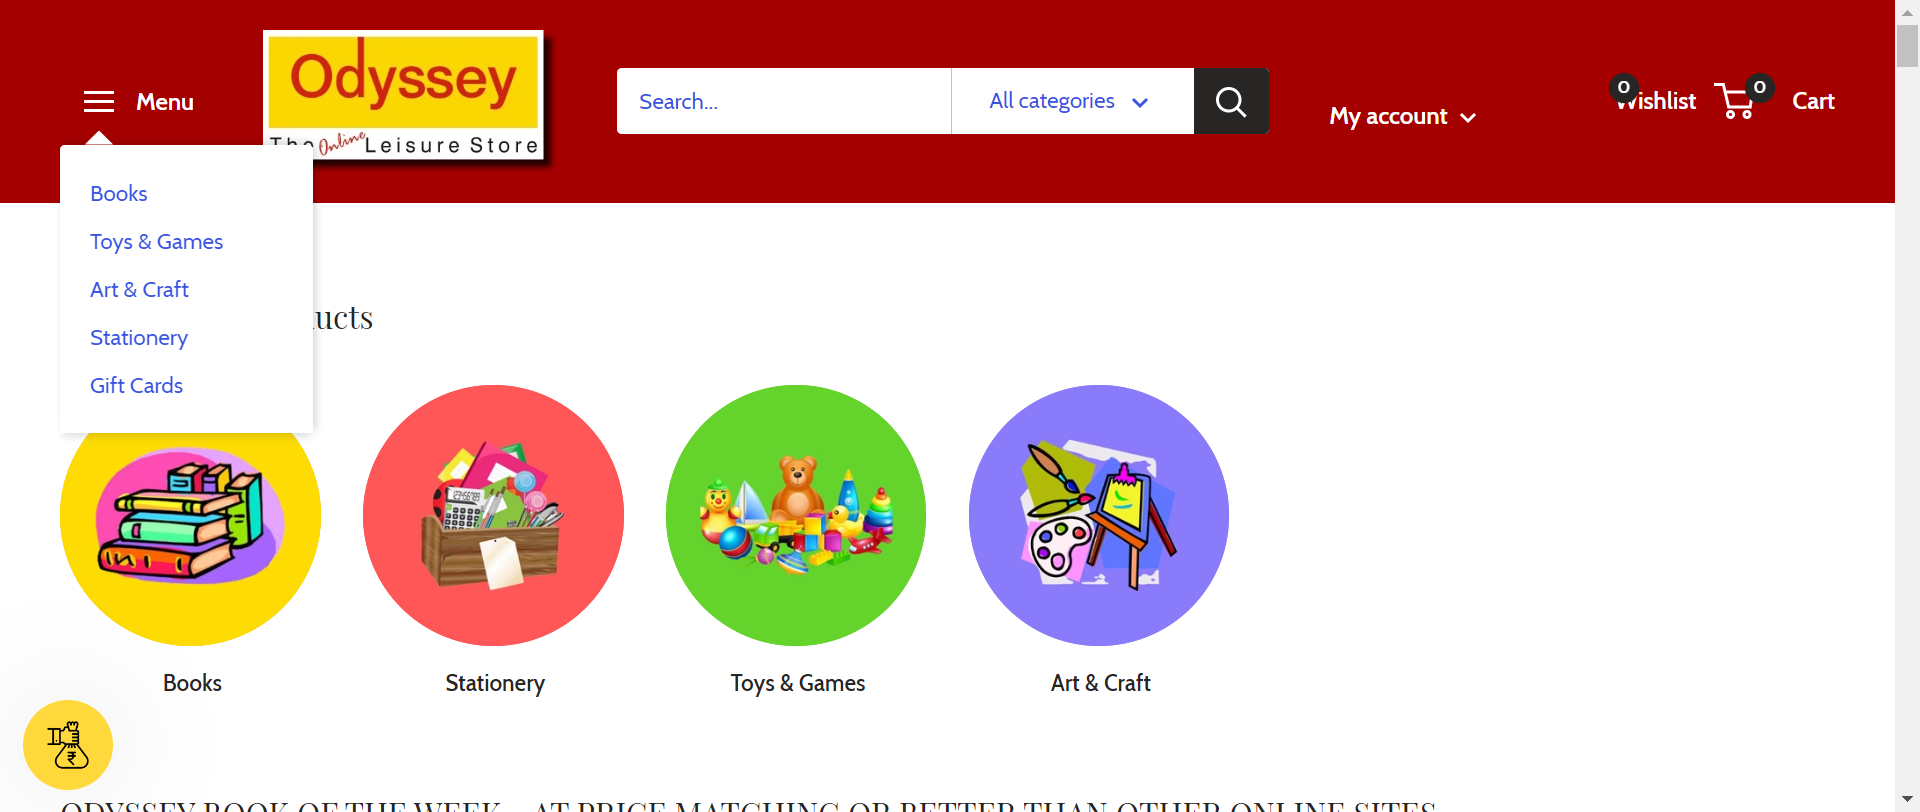 Menu
Odyssey
The Online Leisure Store
Search...
All categories
My account
0
Wishlist
0
Cart
Books
Toys & Games
Art & Craft
Stationery
Gift Cards
Books
Stationery
Toys & Games
Art & Craft
ODYSSEY BOOK OF THE WEEK - AT PRICE MATCHING OR BETTER THAN OTHER ONLINE SITES